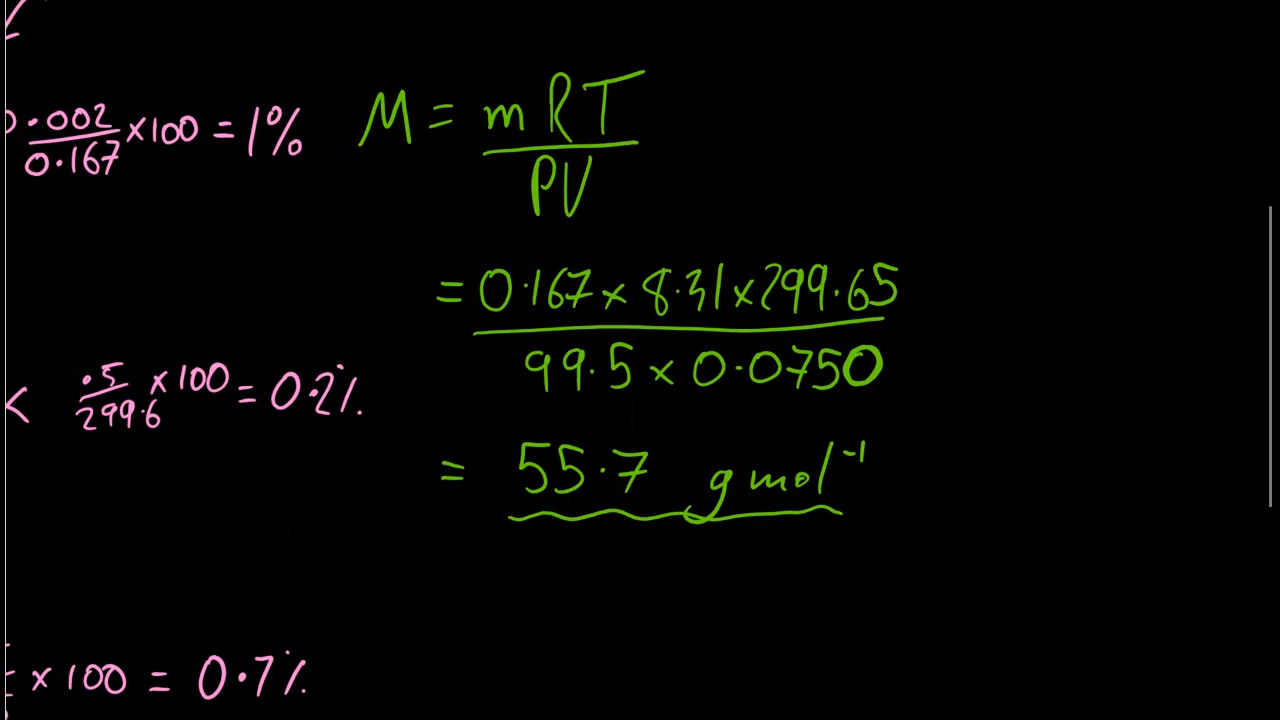 0.002 / 0.167 ×100 = 1%
M = mRT / PV
= 0.167 × 8.31 × 299.65 / 99.5 × 0.0750
.5 / 299.6 ×100 = 0.2%
= 55.7 g mol⁻¹
× 100 = 0.7%